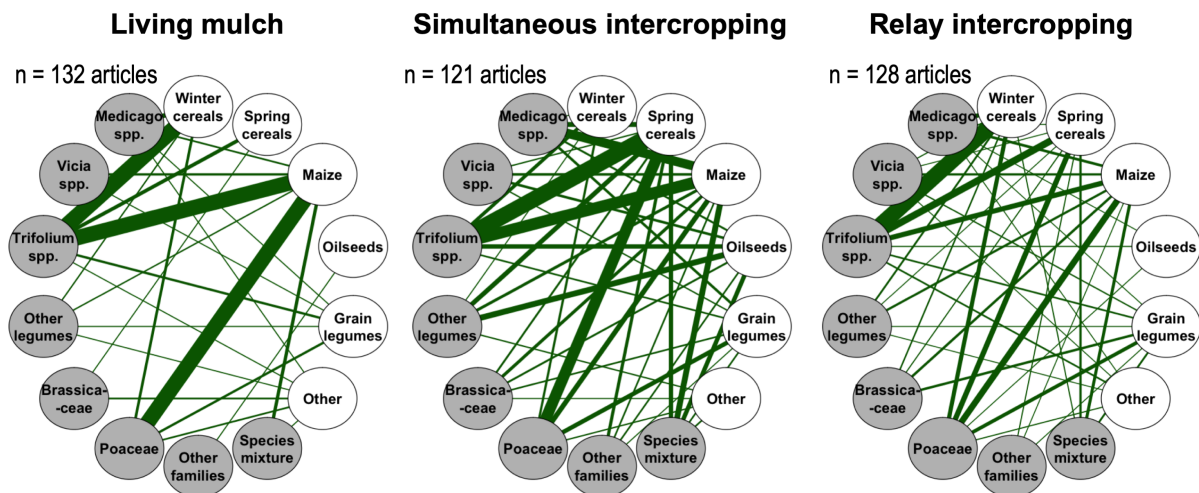 Living mulch
n = 132 articles
Winter
cereals
Spring
cereals
Maize
Oilseeds
Grain
legumes
Other
Species
mixture
Other
families
Poaceae
Brassica-
-ceae
Other
legumes
Trifolium
spp.
Vicia
spp.
Medicago
spp.
Simultaneous intercropping
n = 121 articles
Winter
cereals
Spring
cereals
Maize
Oilseeds
Grain
legumes
Other
Species
mixture
Other
families
Poaceae
Brassica-
-ceae
Other
legumes
Trifolium
spp.
Vicia
spp.
Medicago
spp.
Relay intercropping
n = 128 articles
Winter
cereals
Spring
cereals
Maize
Oilseeds
Grain
legumes
Other
Species
mixture
Other
families
Poaceae
Brassica-
-ceae
Other
legumes
Trifolium
spp.
Vicia
spp.
Medicago
spp.